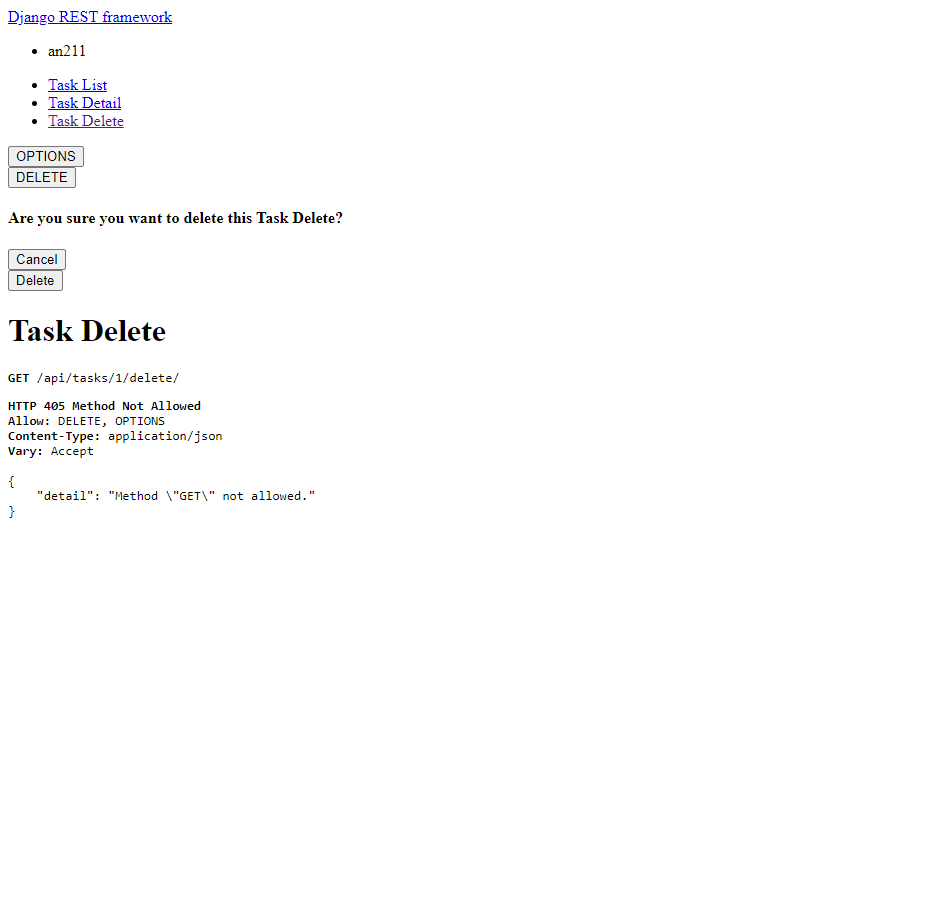 Django REST framework
an211
Task List
Task Detail
Task Delete
OPTIONS
DELETE
Are you sure you want to delete this Task Delete?
Cancel
Delete
Task Delete
GET /api/tasks/1/delete/
HTTP 405 Method Not Allowed
Allow: DELETE, OPTIONS
Content-Type: application/json
Vary: Accept
{
    "detail": "Method \"GET\" not allowed."
}